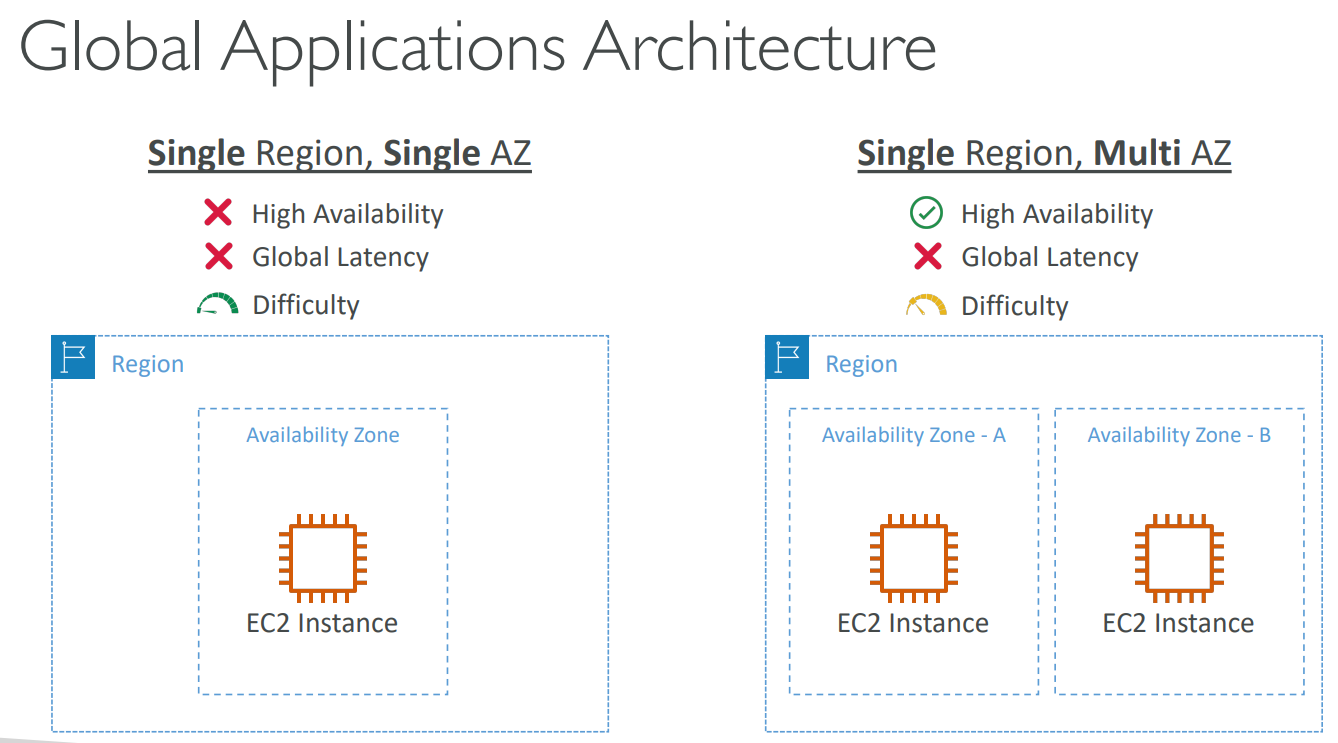 Global Applications Architecture
Single Region, Single AZ
High Availability
Global Latency
Difficulty
Region
Availability Zone
EC2 Instance
Single Region, Multi AZ
High Availability
Global Latency
Difficulty
Region
Availability Zone - A
EC2 Instance
Availability Zone - B
EC2 Instance